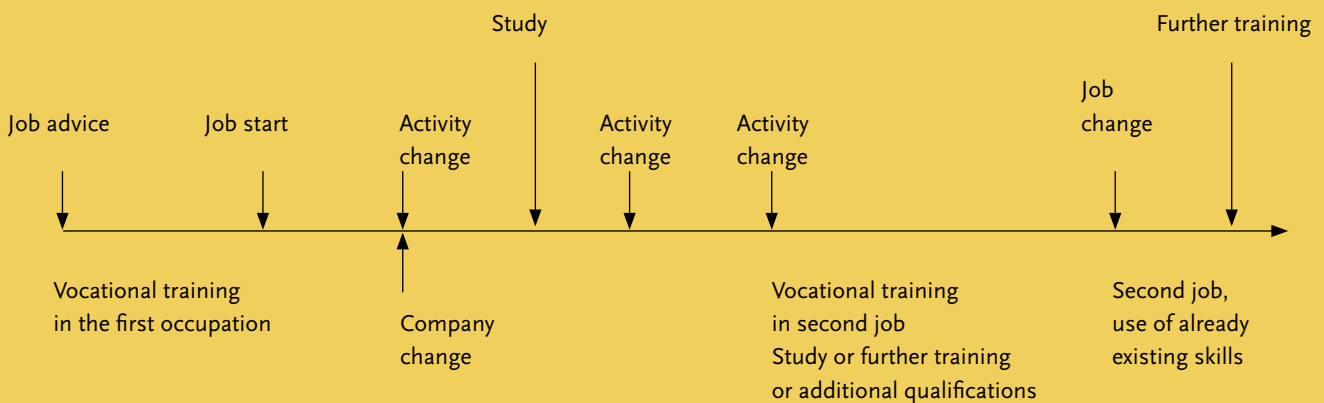 Study
Further training
Job
change
Job advice
Job start
Activity
change
Activity
change
Activity
change
Vocational training
in the first occupation
Company
change
Vocational training
in second job
Study or further training
or additional qualifications
Second job,
use of already
existing skills